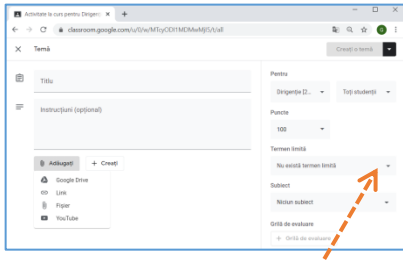 Activitate la curs pentru Dirigenț
classroom.google.com/u/0/w/MTcyODI1MDMwMjI5/t/all
Temă
Creați o temă
Titlu
Instrucțiuni (opțional)
Adăugați
+ Creați
Google Drive
Link
Fișier
YouTube
Pentru
Dirigenție [2...
Toți studenții
Puncte
100
Termen limită
Nu există termen limită
Subiect
Niciun subiect
Grilă de evaluare
+ Grilă de evaluare